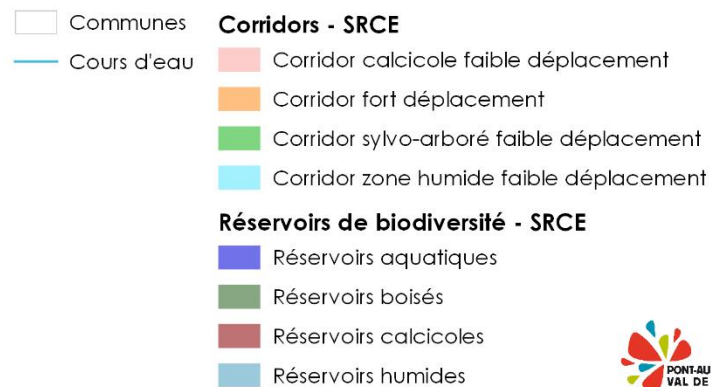 Communes
Cours d'eau
Corridors - SRCE
Corridor calcicole faible déplacement
Corridor fort déplacement
Corridor sylvo-arboré faible déplacement
Corridor zone humide faible déplacement
Réservoirs de biodiversité - SRCE
Réservoirs aquatiques
Réservoirs boisés
Réservoirs calcicoles
Réservoirs humides
PONT-AU
VAL DE